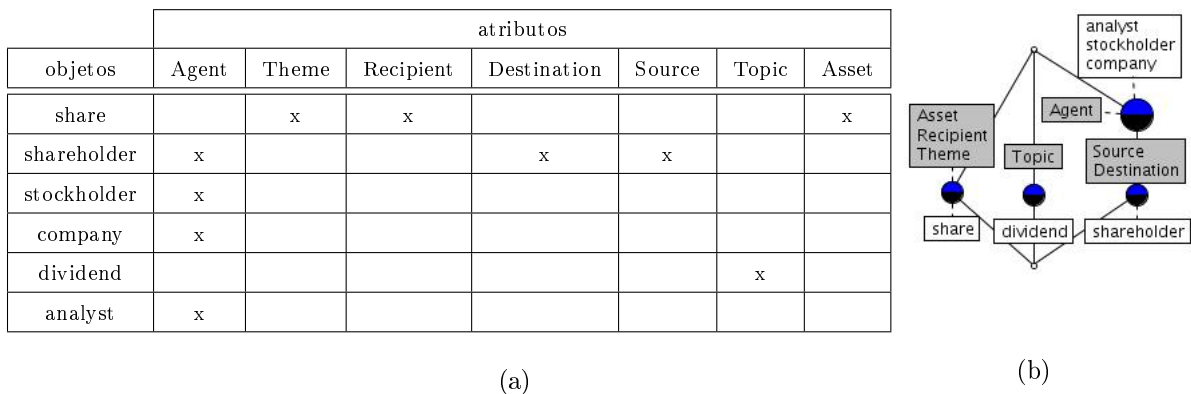 atributos
objetos Agent Theme Recipient Destination Source Topic Asset
share x x x
shareholder x x x
stockholder x
company x
dividend x
analyst x
(a)
analyst
stockholder
company
Agent
Asset
Recipient
Theme
Topic
Source
Destination
share
dividend
shareholder
(b)